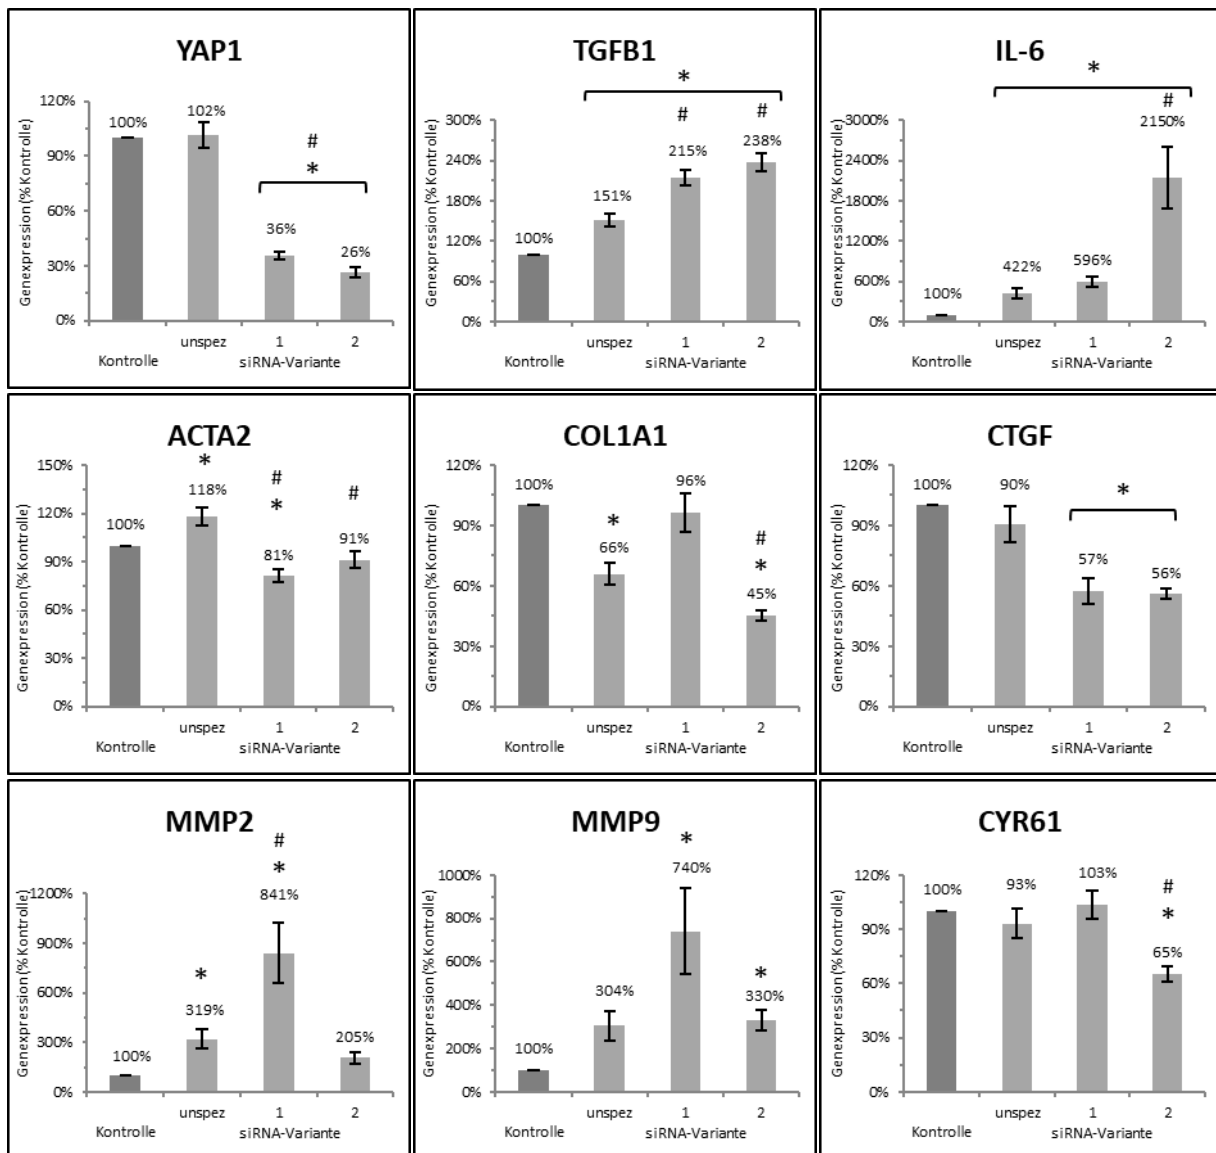 YAP1
Genexpression (% Kontrolle)
120%
90%
60%
30%
0%
100%
102%
#
*
36%
26%
unspez 1 2
Kontrolle siRNA-Variante
TGFB1
*
# #
Genexpression (% Kontrolle)
300%
240%
180%
120%
60%
0%
100%
151%
215%
238%
unspez 1 2
Kontrolle siRNA-Variante
IL-6
*
#
Genexpression (% Kontrolle)
3000%
2400%
1800%
1200%
600%
0%
100%
422%
596%
2150%
unspez 1 2
Kontrolle siRNA-Variante
ACTA2
Genexpression (% Kontrolle)
150%
120%
90%
60%
30%
0%
100%
*
118%
#
*
81%
#
91%
unspez 1 2
Kontrolle siRNA-Variante
COL1A1
Genexpression (% Kontrolle)
120%
90%
60%
30%
0%
100%
*
66%
96%
#
*
45%
unspez 1 2
Kontrolle siRNA-Variante
CTGF
Genexpression (% Kontrolle)
120%
90%
60%
30%
0%
100%
90%
*
57%
56%
unspez 1 2
Kontrolle siRNA-Variante
MMP2
Genexpression (% Kontrolle)
1200%
900%
600%
300%
0%
100%
*
319%
#
*
841%
205%
unspez 1 2
Kontrolle siRNA-Variante
MMP9
Genexpression (% Kontrolle)
1000%
800%
600%
400%
200%
0%
100%
304%
*
740%
*
330%
unspez 1 2
Kontrolle siRNA-Variante
CYR61
Genexpression (% Kontrolle)
120%
90%
60%
30%
0%
100%
93%
103%
#
*
65%
unspez 1 2
Kontrolle siRNA-Variante